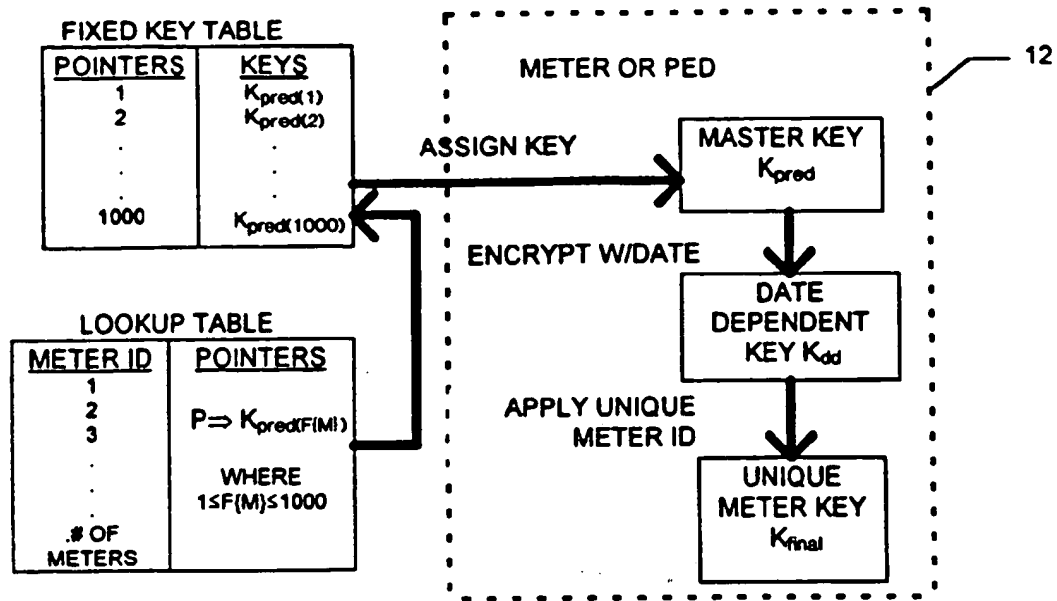 FIXED KEY TABLE
POINTERS KEYS
1 Kpred(1)
2 Kpred(2)
. .
. .
. .
1000 Kpred(1000)
LOOKUP TABLE
METER ID POINTERS
1
2
3
P⇒ Kpred(F{M})
WHERE
1≤F{M}≤1000
.
.
.
.# OF
METERS
ASSIGN KEY
METER OR PED
12
MASTER KEY
Kpred
ENCRYPT W/DATE
DATE
DEPENDENT
KEY Kdd
APPLY UNIQUE
METER ID
UNIQUE
METER KEY
Kfinal